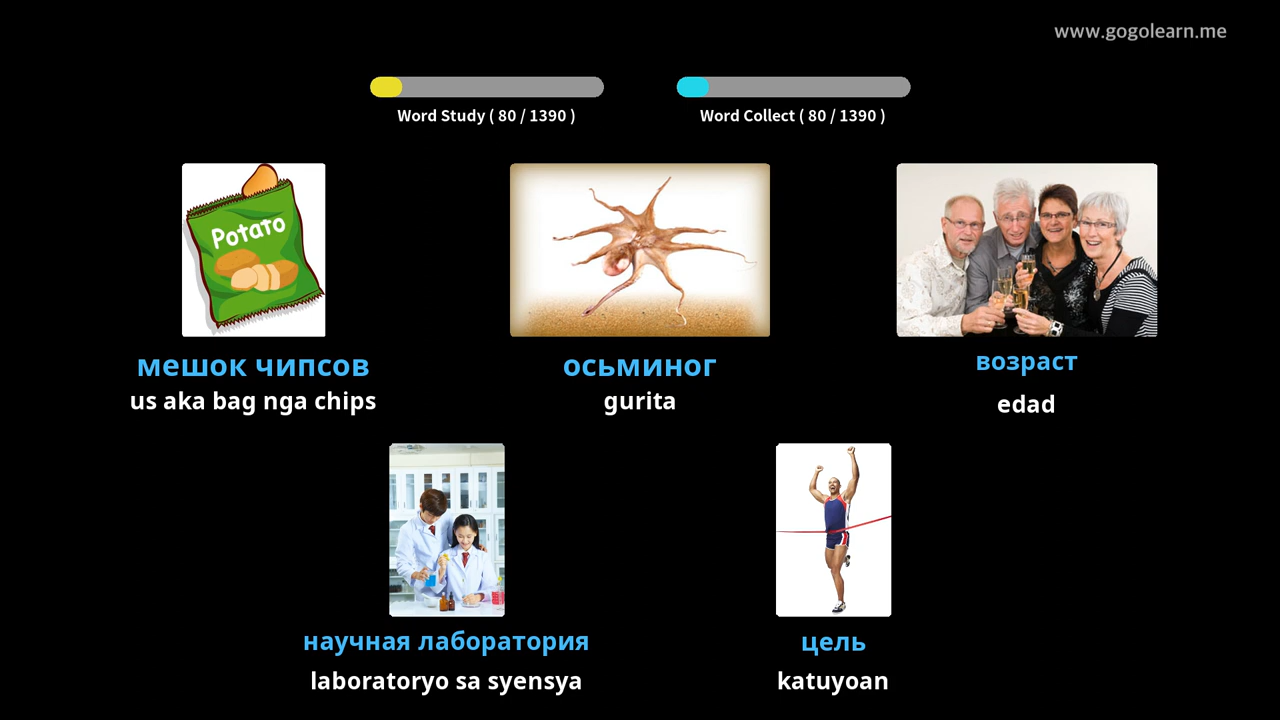 www.gogolearn.me
Word Study ( 80 / 1390 )
Word Collect ( 80 / 1390 )
Potato
мешок чипсов
us aka bag nga chips
осьминог
gurita
возраст
edad
научная лаборатория
laboratoryo sa syensya
цель
katuyoan